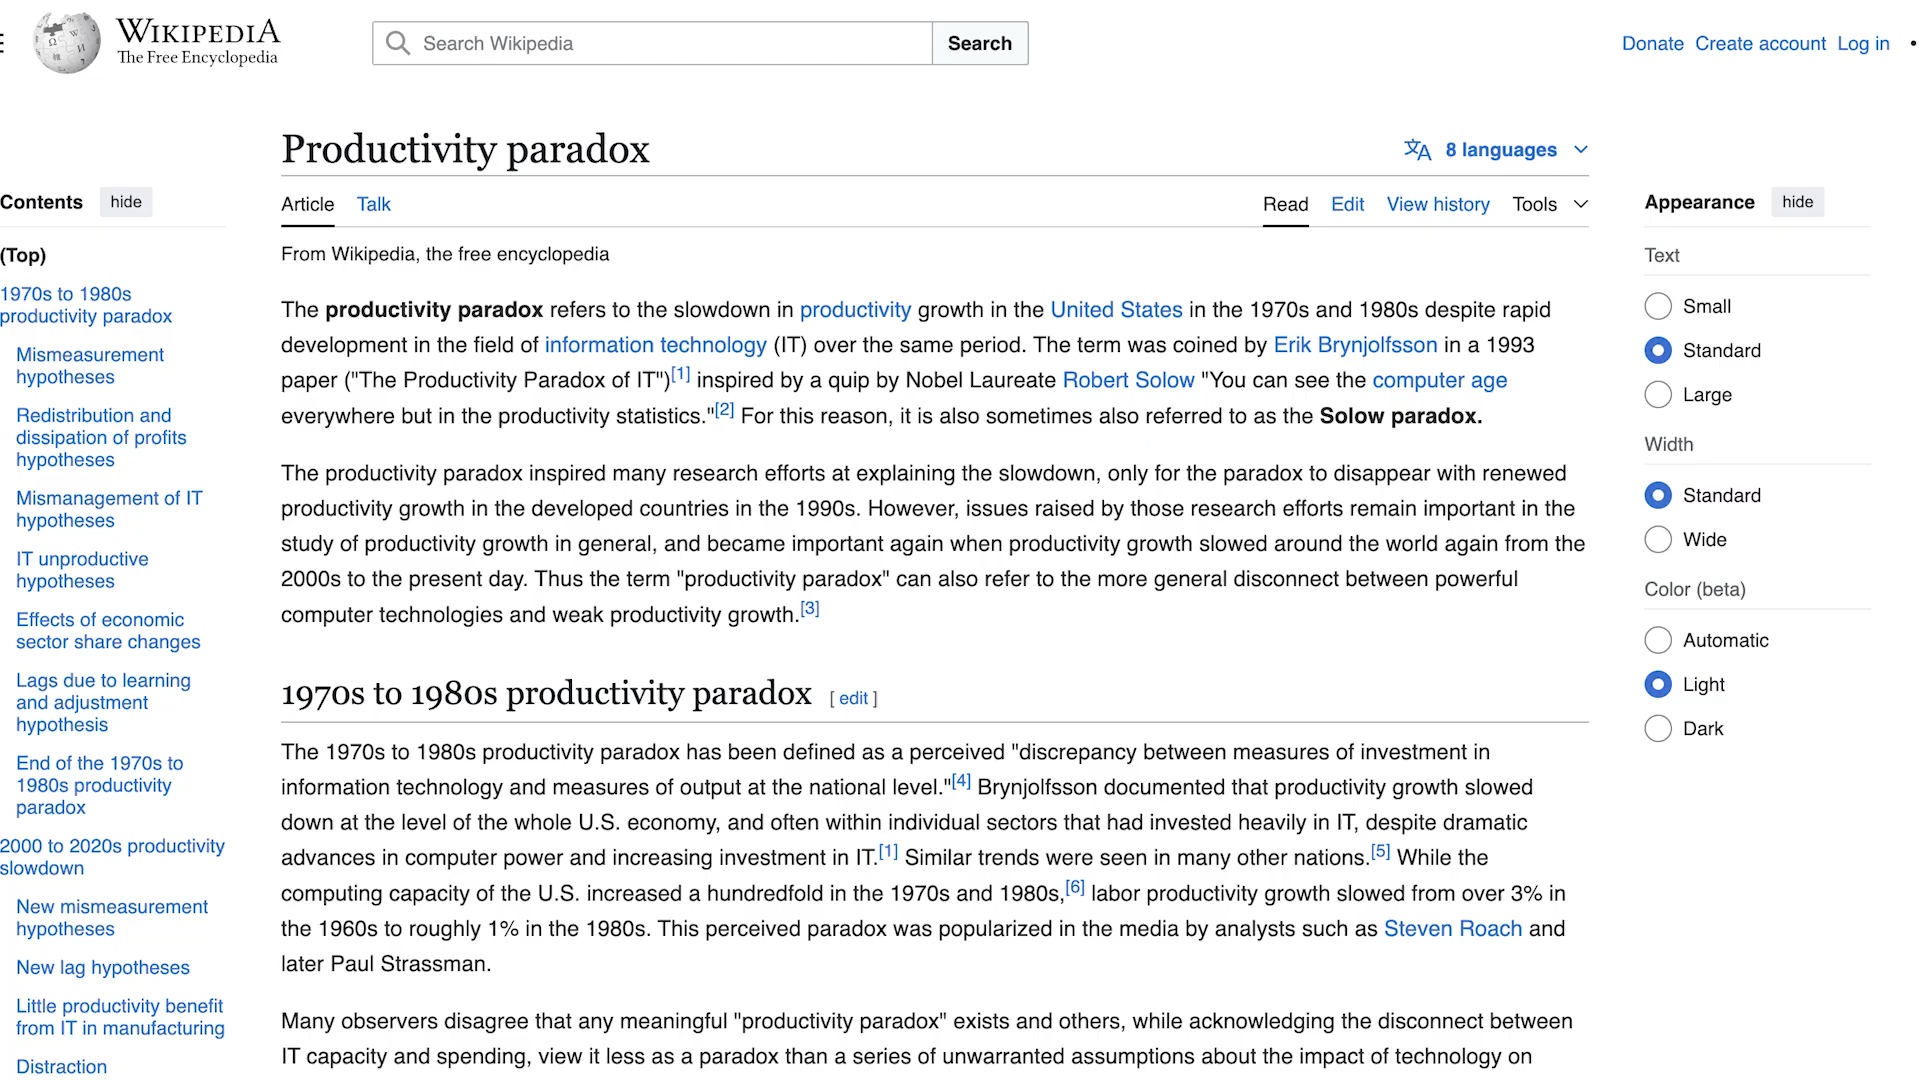 WIKIPEDIA
The Free Encyclopedia
Search Wikipedia
Search
Donate Create account Log in
Contents hide
(Top)
1970s to 1980s
productivity paradox
Mismeasurement
hypotheses
Redistribution and
dissipation of profits
hypotheses
Mismanagement of IT
hypotheses
IT unproductive
hypotheses
Effects of economic
sector share changes
Lags due to learning
and adjustment
hypothesis
End of the 1970s to
1980s productivity
paradox
2000 to 2020s productivity
slowdown
New mismeasurement
hypotheses
New lag hypotheses
Little productivity benefit
from IT in manufacturing
Distraction
Productivity paradox
8 languages
Article Talk
Read Edit View history Tools
From Wikipedia, the free encyclopedia
The productivity paradox refers to the slowdown in productivity growth in the United States in the 1970s and 1980s despite rapid
development in the field of information technology (IT) over the same period. The term was coined by Erik Brynjolfsson in a 1993
paper ("The Productivity Paradox of IT")[1] inspired by a quip by Nobel Laureate Robert Solow "You can see the computer age
everywhere but in the productivity statistics."[2] For this reason, it is also sometimes also referred to as the Solow paradox.
The productivity paradox inspired many research efforts at explaining the slowdown, only for the paradox to disappear with renewed
productivity growth in the developed countries in the 1990s. However, issues raised by those research efforts remain important in the
study of productivity growth in general, and became important again when productivity growth slowed around the world again from the
2000s to the present day. Thus the term "productivity paradox" can also refer to the more general disconnect between powerful
computer technologies and weak productivity growth.[3]
1970s to 1980s productivity paradox [ edit ]
The 1970s to 1980s productivity paradox has been defined as a perceived "discrepancy between measures of investment in
information technology and measures of output at the national level."[4] Brynjolfsson documented that productivity growth slowed
down at the level of the whole U.S. economy, and often within individual sectors that had invested heavily in IT, despite dramatic
advances in computer power and increasing investment in IT.[1] Similar trends were seen in many other nations.[5] While the
computing capacity of the U.S. increased a hundredfold in the 1970s and 1980s,[6] labor productivity growth slowed from over 3% in
the 1960s to roughly 1% in the 1980s. This perceived paradox was popularized in the media by analysts such as Steven Roach and
later Paul Strassman.
Many observers disagree that any meaningful "productivity paradox" exists and others, while acknowledging the disconnect between
IT capacity and spending, view it less as a paradox than a series of unwarranted assumptions about the impact of technology on
Appearance hide
Text
Small
Standard
Large
Width
Standard
Wide
Color (beta)
Automatic
Light
Dark